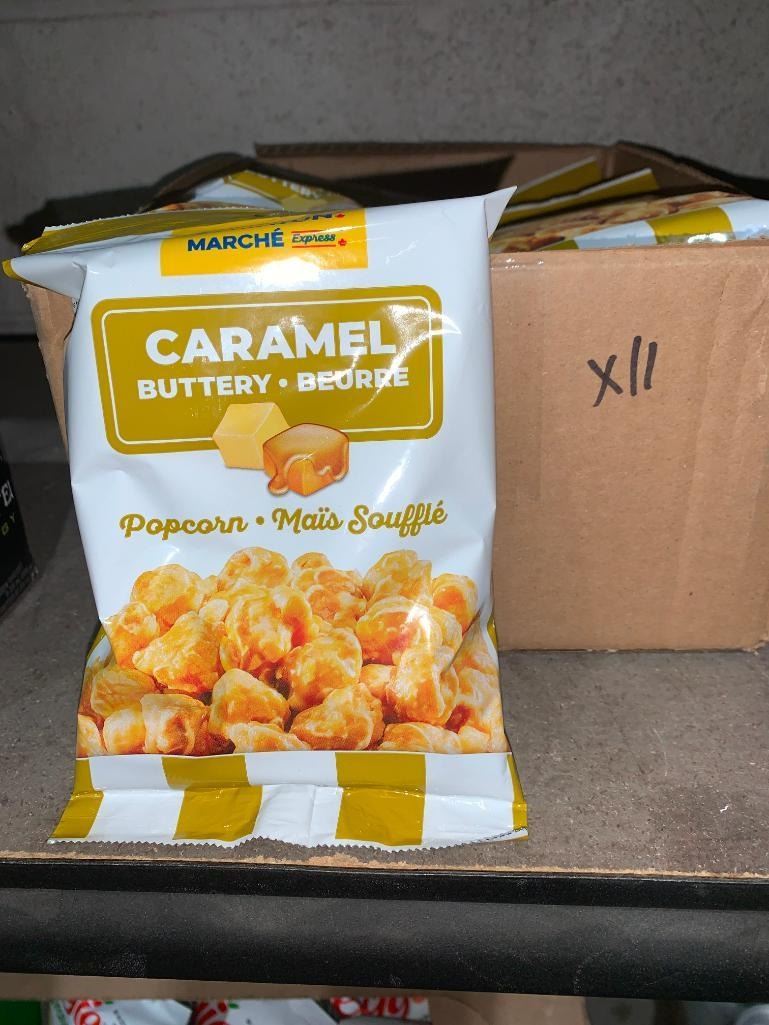 MARCHÉ Express
CARAMEL
BUTTERY • BEURRE
Popcorn • Maïs Soufflé
x11